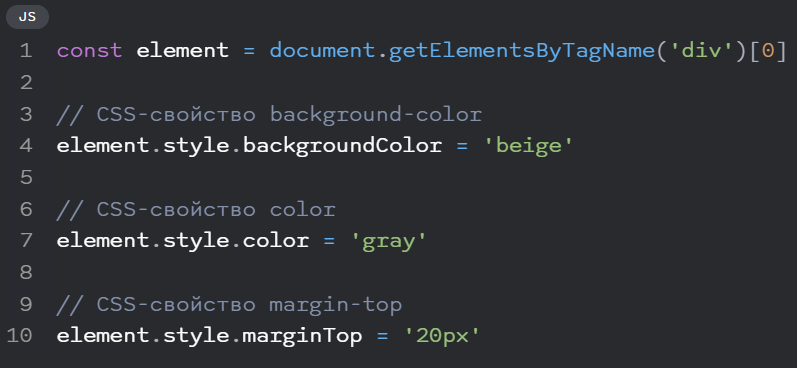 JS
1 const element = document.getElementsByTagName('div')[0]
2
3 // CSS-свойство background-color
4 element.style.backgroundColor = 'beige'
5
6 // CSS-свойство color
7 element.style.color = 'gray'
8
9 // CSS-свойство margin-top
10 element.style.marginTop = '20px'